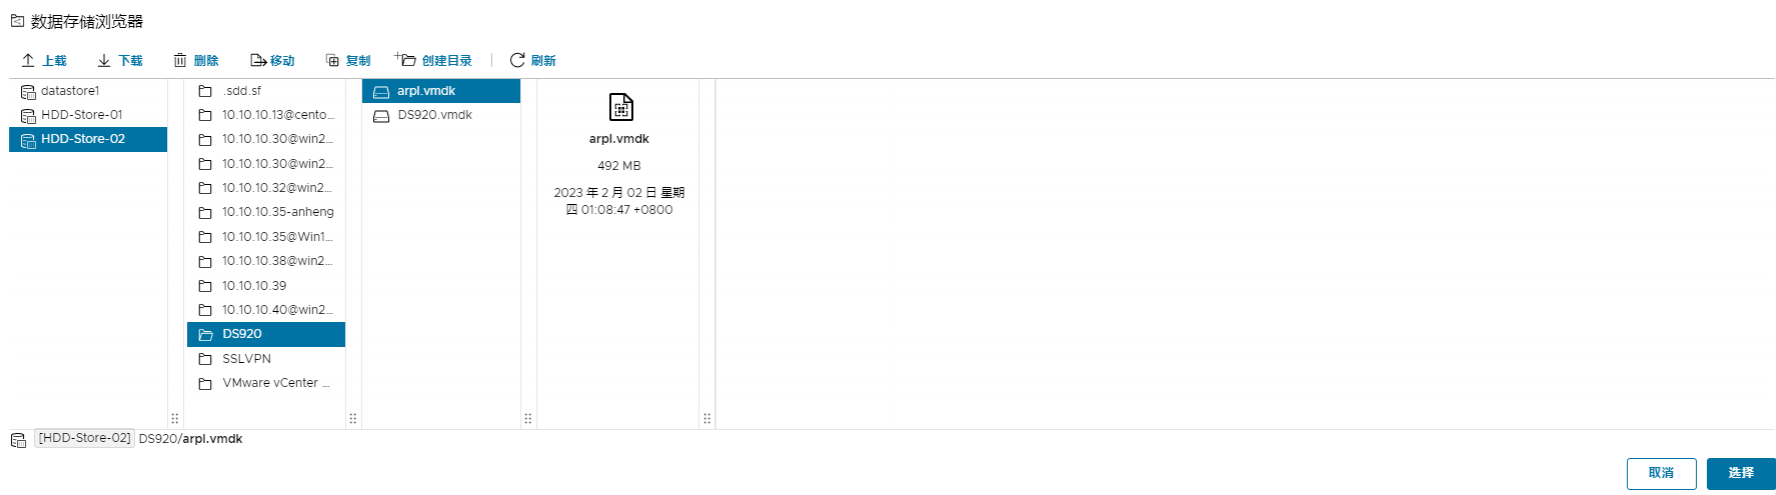 数据存储浏览器
上载 下载 删除 移动 复制 创建目录 刷新
datastore1
HDD-Store-01
HDD-Store-02
.sdd.sf
10.10.10.13@cento...
10.10.10.30@win2...
10.10.10.30@win2...
10.10.10.32@win2...
10.10.10.35-anheng
10.10.10.35@Win1...
10.10.10.38@win2...
10.10.10.39
10.10.10.40@win2...
DS920
SSLVPN
VMware vCenter ...
arpl.vmdk
DS920.vmdk
arpl.vmdk
492 MB
2023 年 2 月 02 日 星期
四 01:08:47 +0800
[HDD-Store-02] DS920/arpl.vmdk
取消 选择